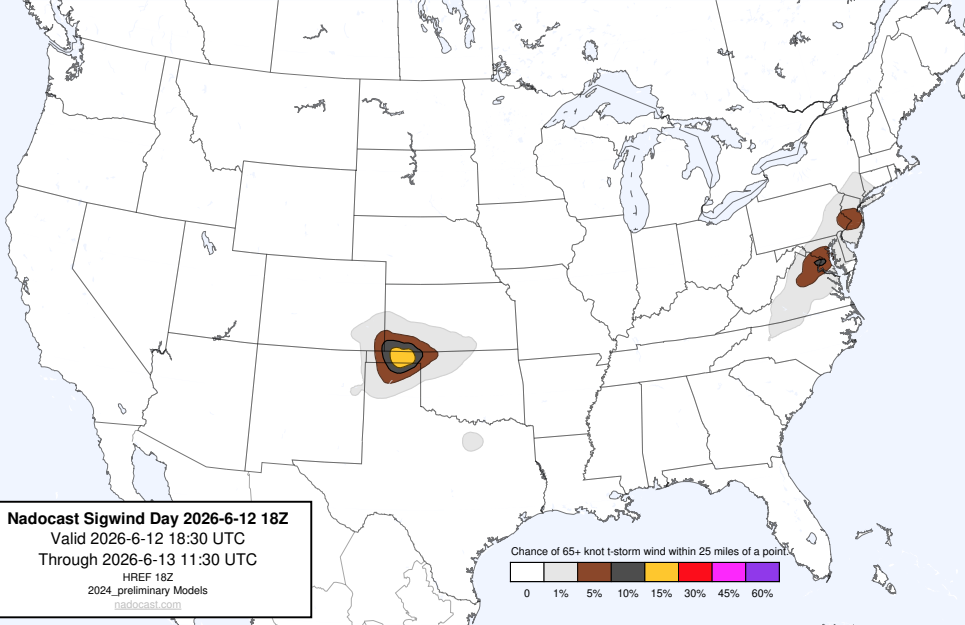 Nadocast Sigwind Day 2026-6-12 18Z
Valid 2026-6-12 18:30 UTC
Through 2026-6-13 11:30 UTC
HREF 18Z
2024_preliminary Models
nadocast.com
Chance of 65+ knot t-storm wind within 25 miles of a point.
0 1% 5% 10% 15% 30% 45% 60%